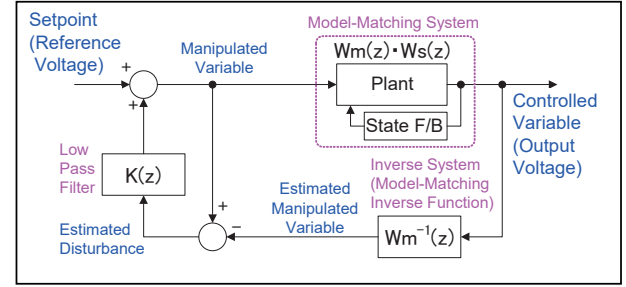 Setpoint
(Reference
Voltage)
Manipulated
Variable
Model-Matching System
Wm(z)・Ws(z)
Plant
State F/B
Controlled
Variable
(Output
Voltage)
+
+
Low
Pass
Filter
K(z)
Estimated
Disturbance
+
−
Estimated
Manipulated
Variable
Inverse System
(Model-Matching
Inverse Function)
Wm⁻¹(z)